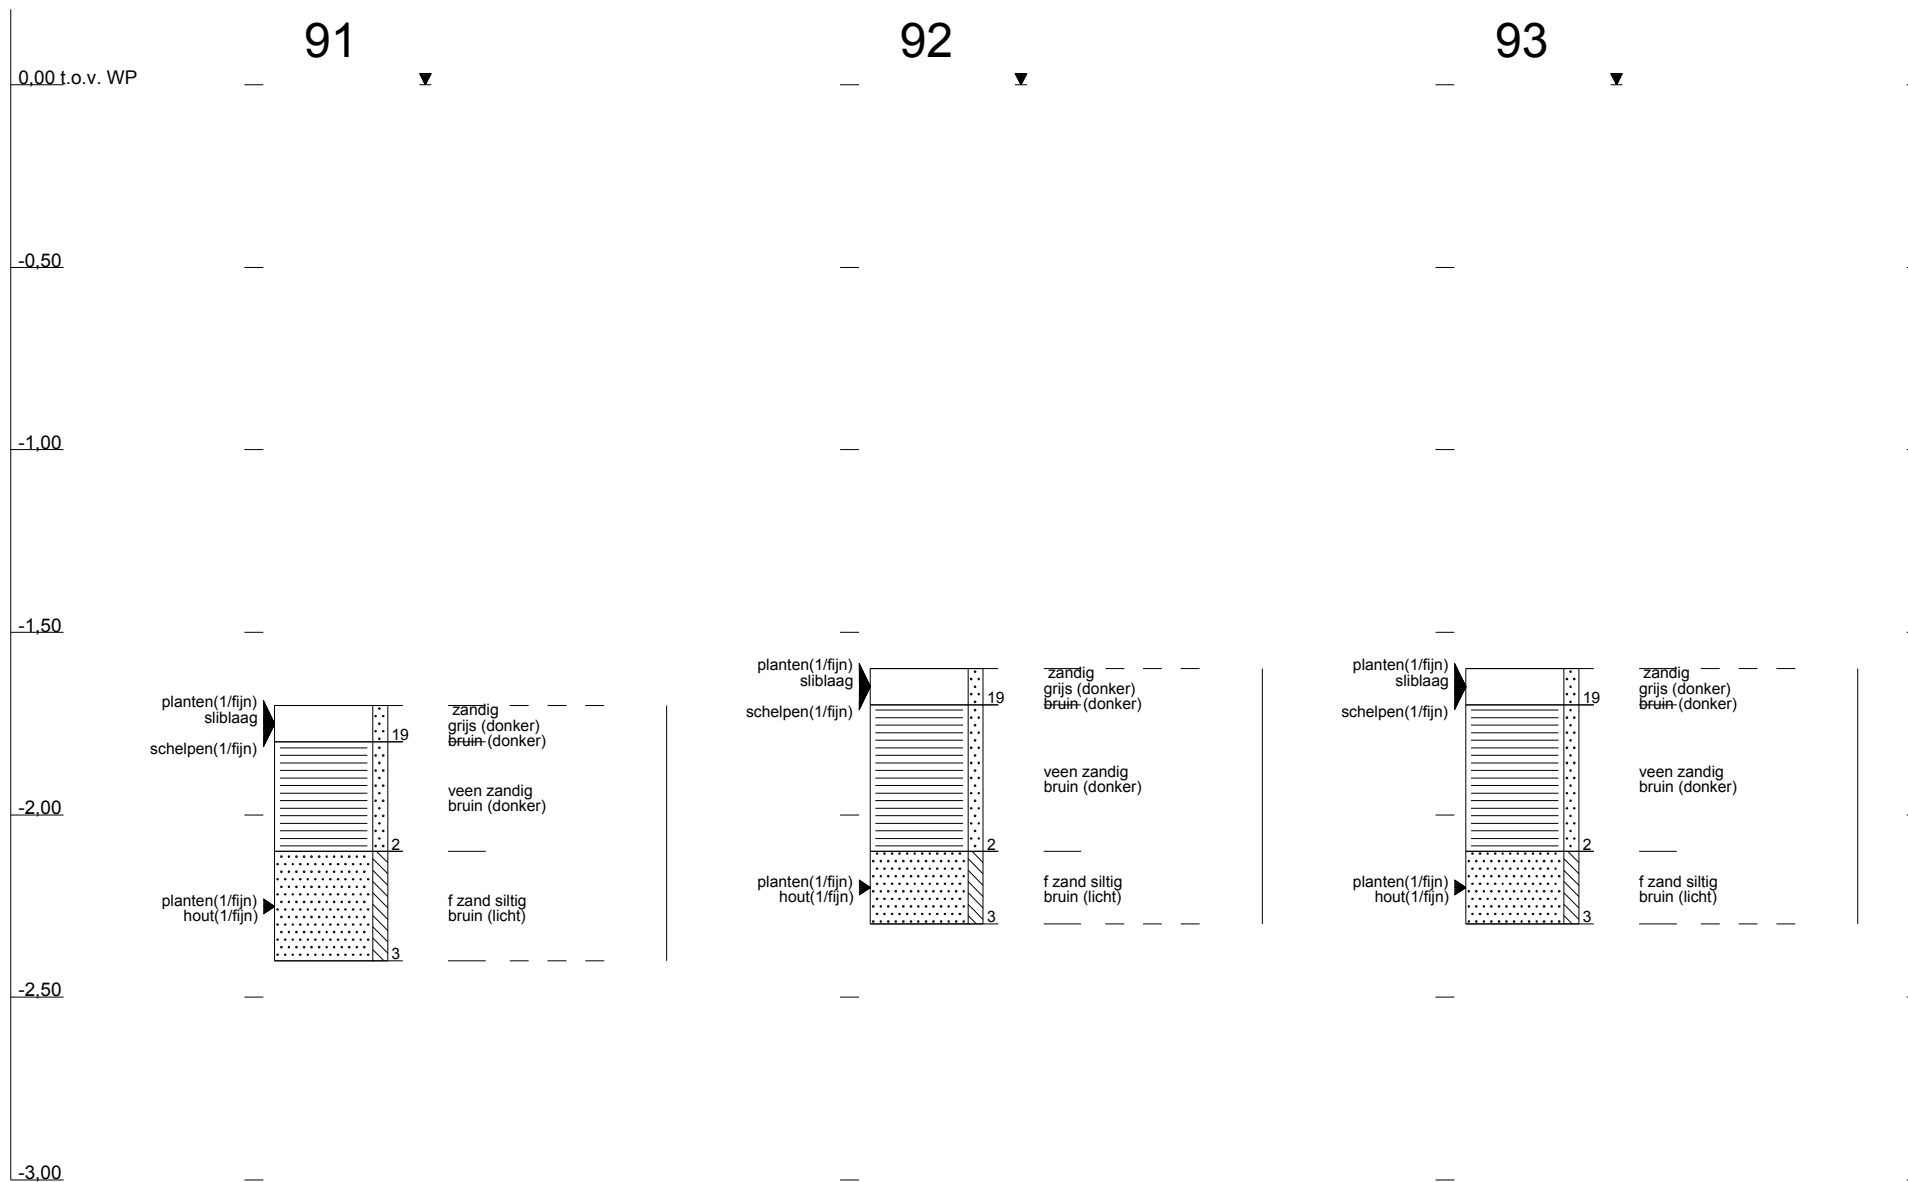 91
92
93
0,00 t.o.v. WP
-0,50
-1,00
-1,50
-2,00
-2,50
-3,00
planten(1/fijn)
sliblaag
schelpen(1/fijn)
19
zandig
grijs (donker)
bruin (donker)
veen zandig
bruin (donker)
2
planten(1/fijn)
hout(1/fijn)
f zand siltig
bruin (licht)
3
planten(1/fijn)
sliblaag
schelpen(1/fijn)
19
zandig
grijs (donker)
bruin (donker)
veen zandig
bruin (donker)
2
planten(1/fijn)
hout(1/fijn)
f zand siltig
bruin (licht)
3
planten(1/fijn)
sliblaag
schelpen(1/fijn)
19
zandig
grijs (donker)
bruin (donker)
veen zandig
bruin (donker)
2
planten(1/fijn)
hout(1/fijn)
f zand siltig
bruin (licht)
3